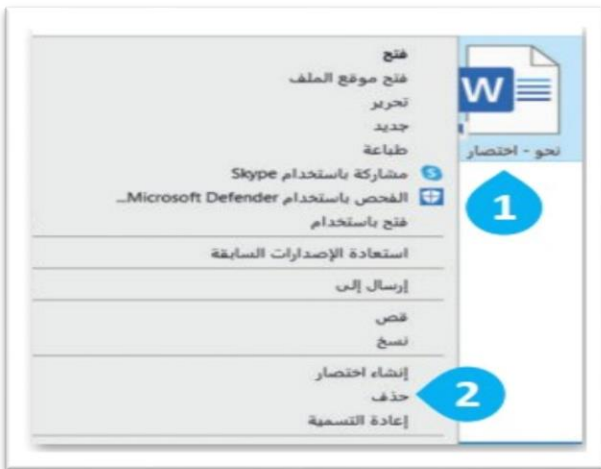 فتح
فتح موقع الملف
تحرير
جديد
طباعة
مشاركة باستخدام Skype
الفحص باستخدام Microsoft Defender...
فتح باستخدام
استعادة الإصدارات السابقة
إرسال إلى
قص
نسخ
إنشاء اختصار
حذف
إعادة التسمية
W
نحو - اختصار
1
2